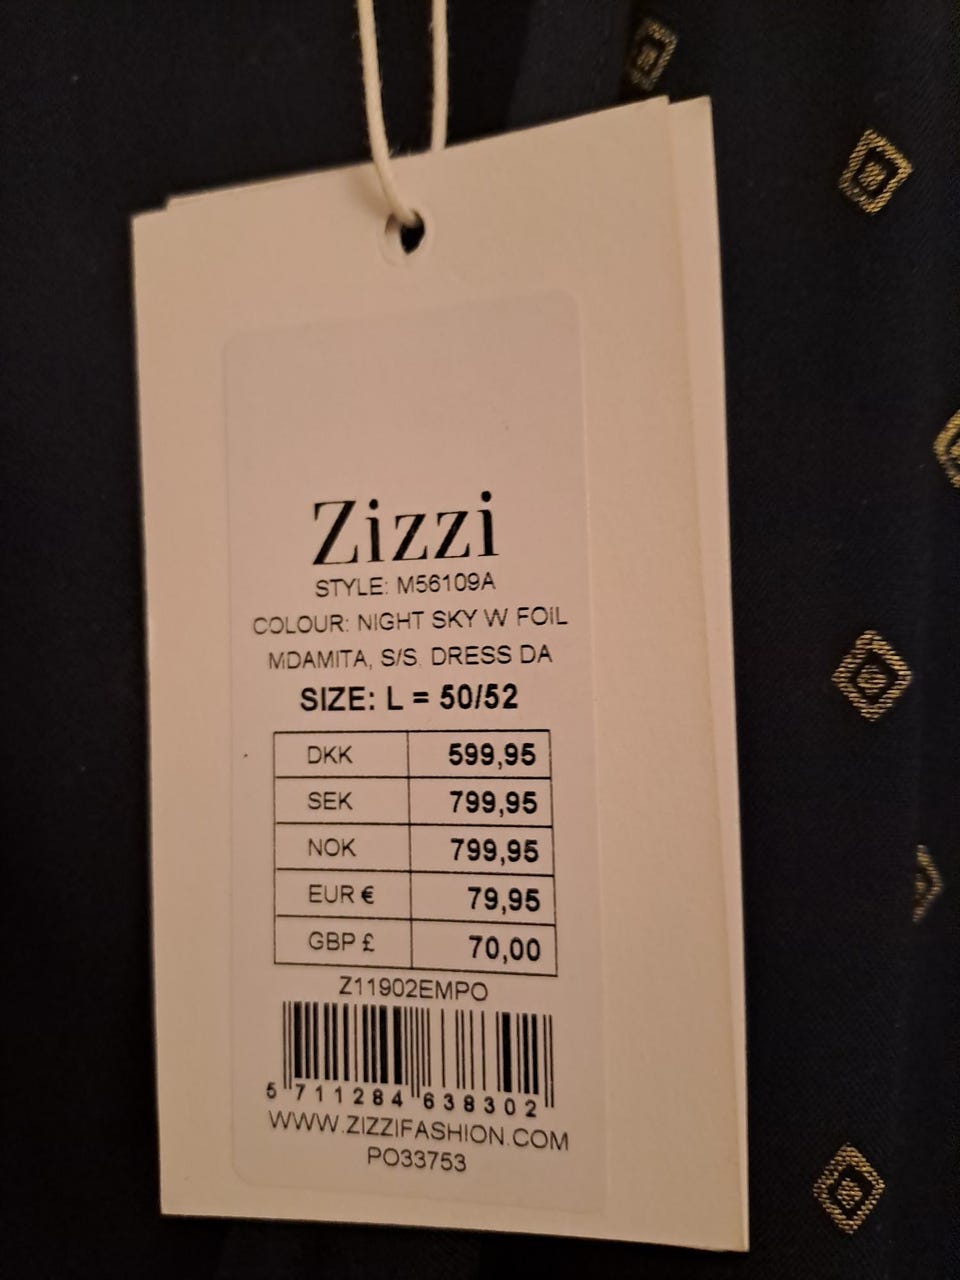 Zizzi
STYLE: M56109A
COLOUR: NIGHT SKY W FOIL
MDAMITA, S/S, DRESS DA
SIZE: L = 50/52
DKK 599,95
SEK 799,95
NOK 799,95
EUR € 79,95
GBP £ 70,00
Z11902EMPO
5 711284 638302
WWW.ZIZZIFASHION.COM
PO33753